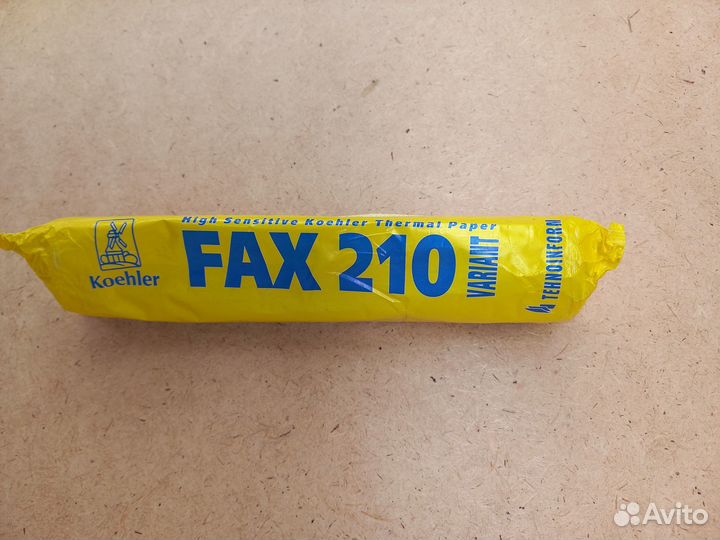 High Sensitive Koehler Thermal Paper
Koehler
FAX 210
VARIANT
TEHNOINFORM
Avito